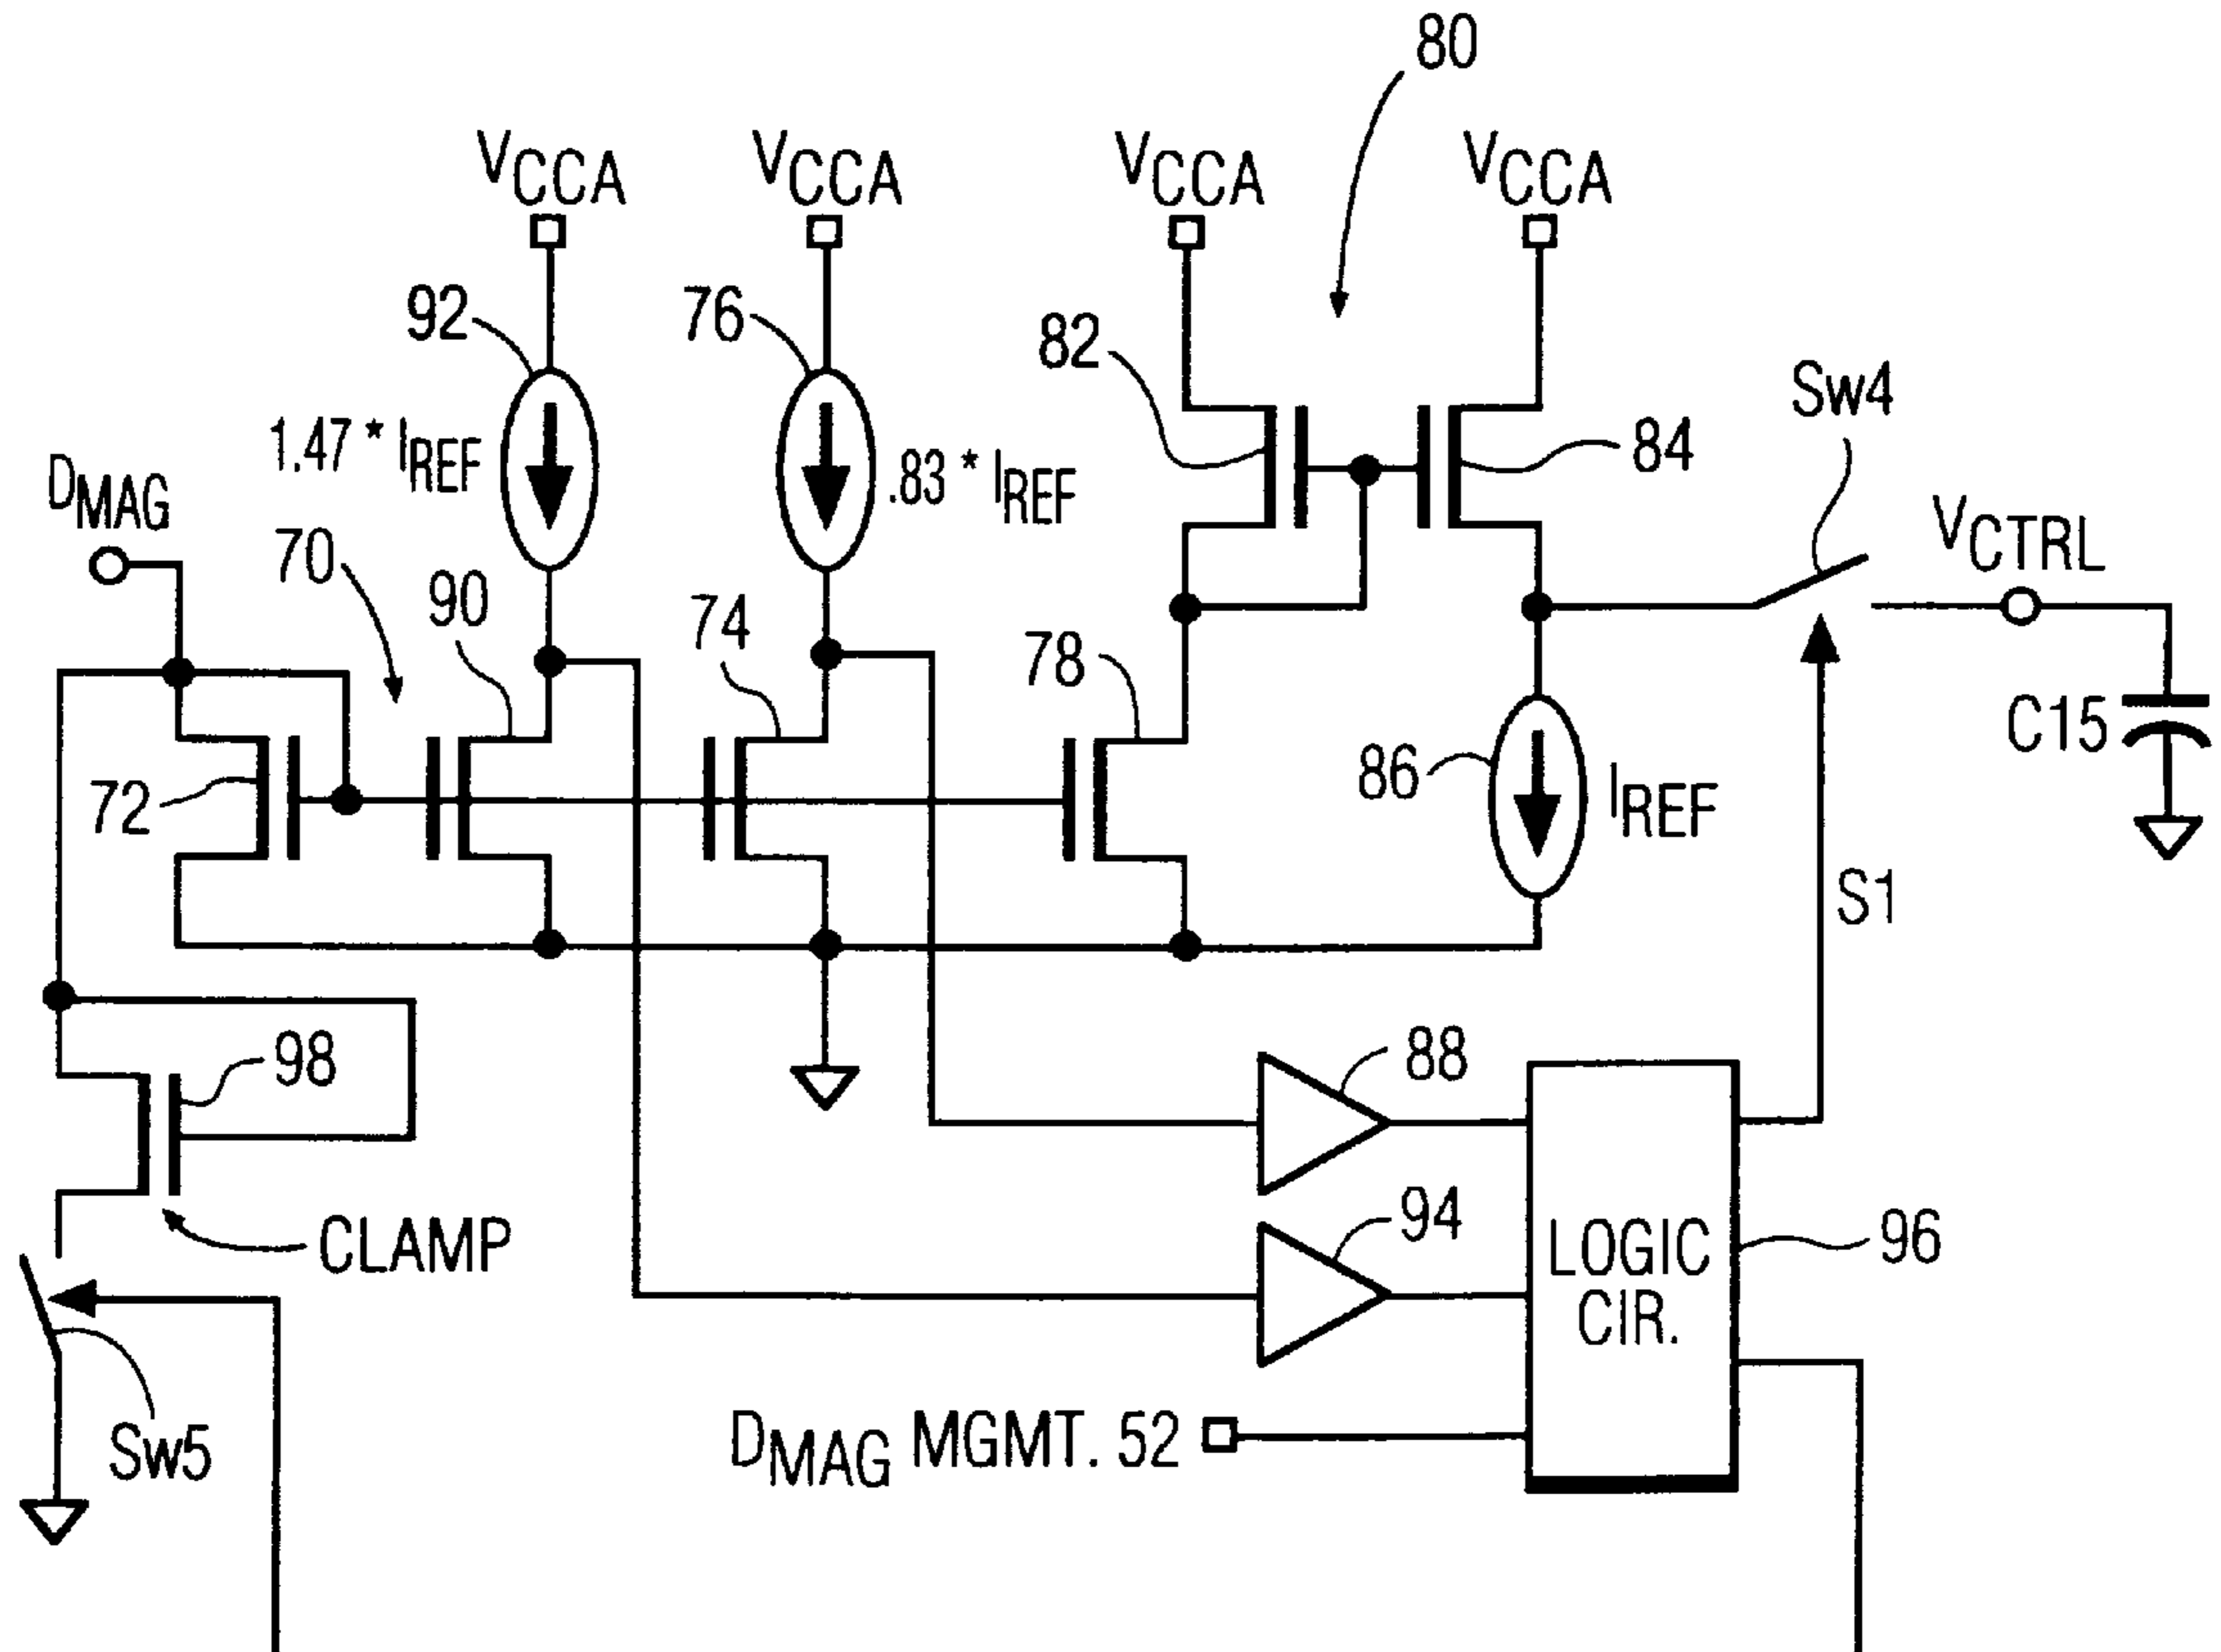 80
VCCA
VCCA
VCCA
VCCA
92
76
82
Sw4
1.47 * IREF
.83 * IREF
84
DMAG
VCTRL
70
90
74
78
C15
72
86
IREF
S1
98
88
CLAMP
94
LOGIC
CIR.
96
Sw5
DMAG MGMT. 52